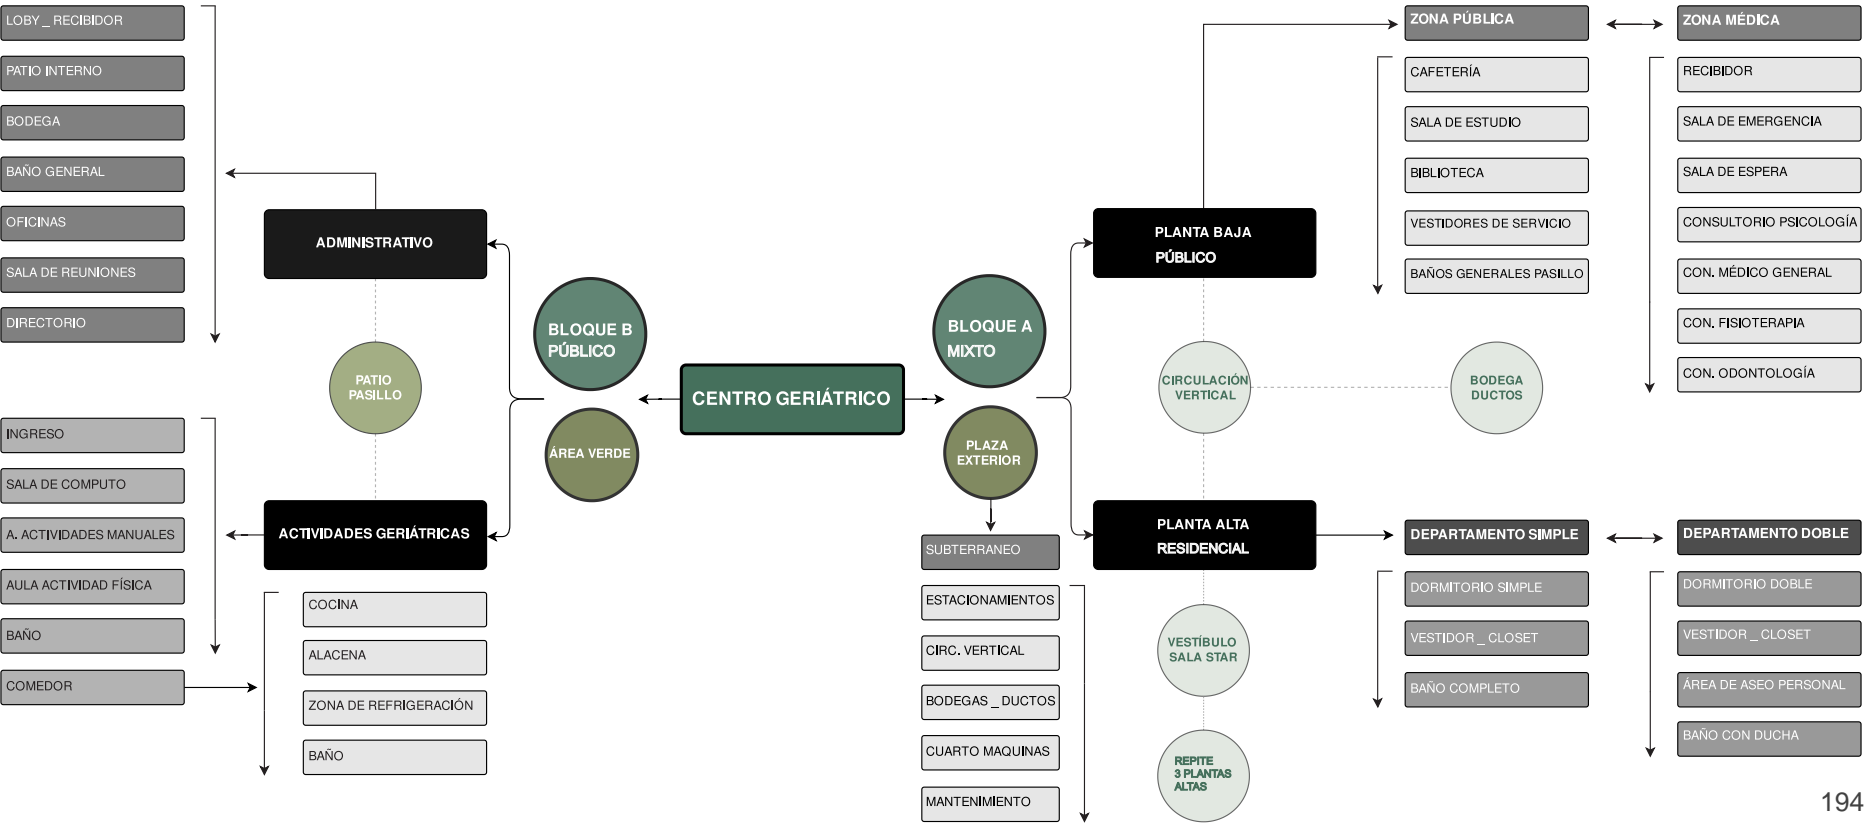 LOBY _ RECIBIDOR
PATIO INTERNO
BODEGA
BAÑO GENERAL
OFICINAS
SALA DE REUNIONES
DIRECTORIO
INGRESO
SALA DE COMPUTO
A. ACTIVIDADES MANUALES
AULA ACTIVIDAD FÍSICA
BAÑO
COMEDOR
ADMINISTRATIVO
PATIO
PASILLO
ACTIVIDADES GERIÁTRICAS
COCINA
ALACENA
ZONA DE REFRIGERACIÓN
BAÑO
BLOQUE B
PÚBLICO
ÁREA VERDE
CENTRO GERIÁTRICO
BLOQUE A
MIXTO
PLAZA
EXTERIOR
SUBTERRANEO
ESTACIONAMIENTOS
CIRC. VERTICAL
BODEGAS _ DUCTOS
CUARTO MAQUINAS
MANTENIMIENTO
PLANTA BAJA
PÚBLICO
CIRCULACIÓN
VERTICAL
BODEGA
DUCTOS
PLANTA ALTA
RESIDENCIAL
VESTÍBULO
SALA STAR
REPITE
3 PLANTAS
ALTAS
ZONA PÚBLICA
CAFETERÍA
SALA DE ESTUDIO
BIBLIOTECA
VESTIDORES DE SERVICIO
BAÑOS GENERALES PASILLO
ZONA MÉDICA
RECIBIDOR
SALA DE EMERGENCIA
SALA DE ESPERA
CONSULTORIO PSICOLOGÍA
CON. MÉDICO GENERAL
CON. FISIOTERAPIA
CON. ODONTOLOGÍA
DEPARTAMENTO SIMPLE
DORMITORIO SIMPLE
VESTIDOR _ CLOSET
BAÑO COMPLETO
DEPARTAMENTO DOBLE
DORMITORIO DOBLE
VESTIDOR _ CLOSET
ÁREA DE ASEO PERSONAL
BAÑO CON DUCHA
194